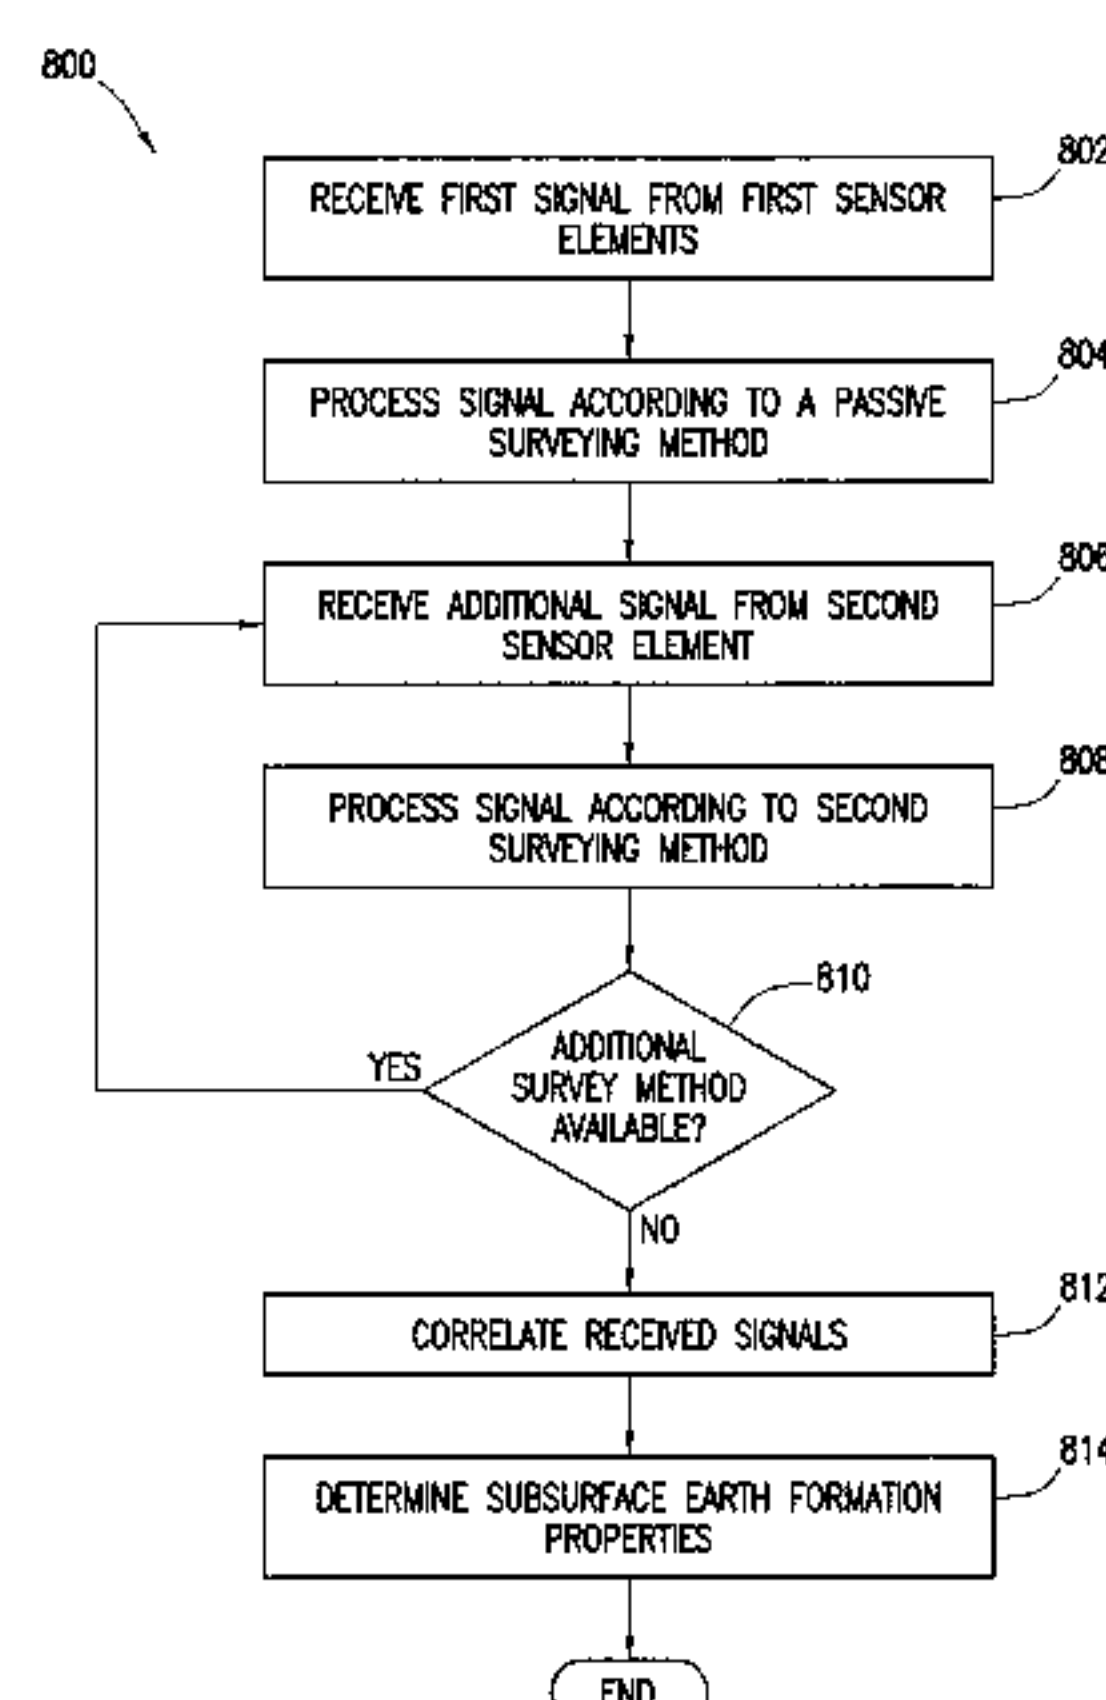 800
802
RECEIVE FIRST SIGNAL FROM FIRST SENSOR
ELEMENTS
804
PROCESS SIGNAL ACCORDING TO A PASSIVE
SURVEYING METHOD
806
RECEIVE ADDITIONAL SIGNAL FROM SECOND
SENSOR ELEMENT
808
PROCESS SIGNAL ACCORDING TO SECOND
SURVEYING METHOD
810
ADDITIONAL
SURVEY METHOD
AVAILABLE?
YES
NO
812
CORRELATE RECEIVED SIGNALS
814
DETERMINE SUBSURFACE EARTH FORMATION
PROPERTIES
END